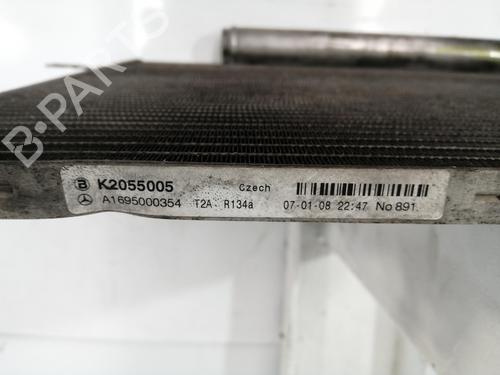 B K2055005 Czech
A1695000354 T2A R134a 07-01-08 22:47 No 891.
B-PARTS